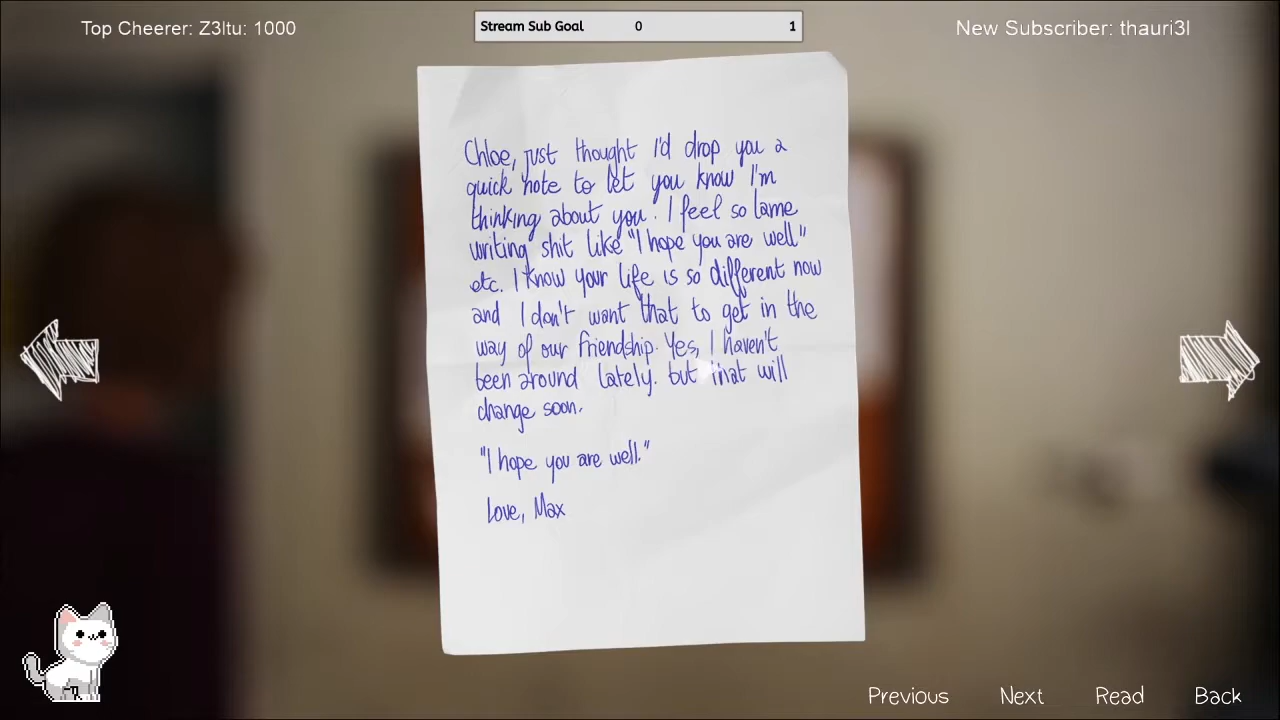 Top Cheerer: Z3ltu: 1000
Stream Sub Goal 0 1
New Subscriber: thauri3l
Chloe, just thought I'd drop you a
quick note to let you know I'm
thinking about you. I feel so lame
writing shit like "I hope you are well"
etc. I know your life is so different now
and I don't want that to get in the
way of our friendship. Yes, I haven't
been around lately. but that will
change soon.
"I hope you are well."
Love, Max
Previous Next Read Back